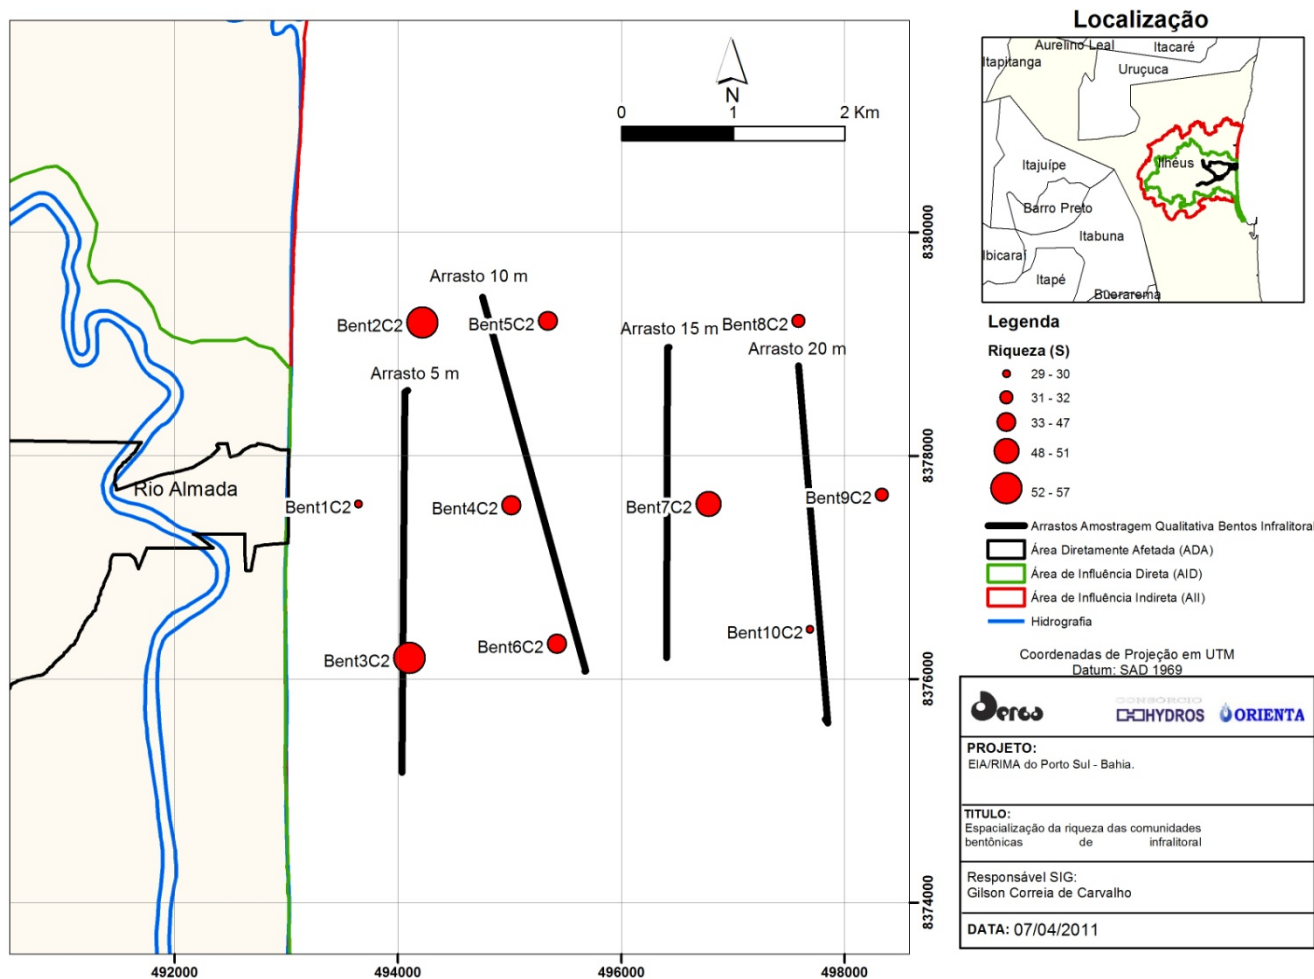 Localização
Aurelino Leal
Itacaré
Itapitanga
Uruçuca
Ilhéus
Itajuípe
Barro Preto
Itabuna
Ibicaraí
Itapé
Buerarema
N
0 1 2 Km
Arrasto 10 m
Bent2C2
Bent5C2
Arrasto 15 m
Bent8C2
Arrasto 20 m
Arrasto 5 m
Rio Almada
Bent1C2
Bent4C2
Bent7C2
Bent9C2
Bent3C2
Bent6C2
Bent10C2
8380000
8378000
8376000
8374000
492000 494000 496000 498000
Legenda
Riqueza (S)
29 - 30
31 - 32
33 - 47
48 - 51
52 - 57
Arrastos Amostragem Qualitativa Bentos Infralitoral
Área Diretamente Afetada (ADA)
Área de Influência Direta (AID)
Área de Influência Indireta (AII)
Hidrografia
Coordenadas de Projeção em UTM
Datum: SAD 1969
Derba
CONSÓRCIO
HYDROS
ORIENTA
PROJETO:
EIA/RIMA do Porto Sul - Bahia.
TITULO:
Espacialização da riqueza das comunidades
bentônicas de infralitoral
Responsável SIG:
Gilson Correia de Carvalho
DATA: 07/04/2011